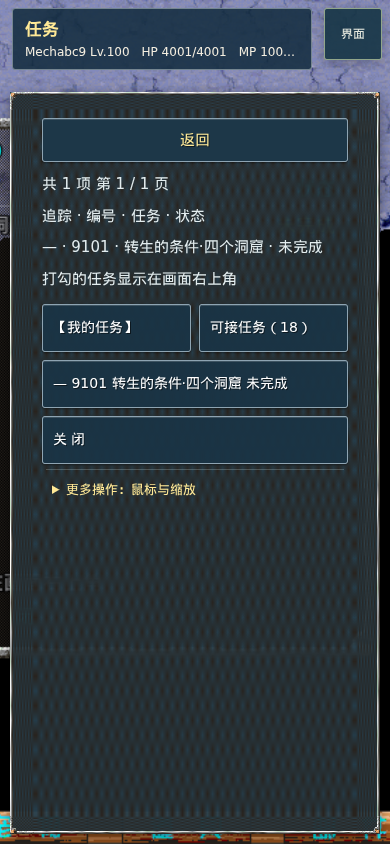 任务
Mechabc9 Lv.100 HP 4001/4001 MP 100...
界面
返回
共 1 项 第 1 / 1 页
追踪 · 编号 · 任务 · 状态
— · 9101 · 转生的条件·四个洞窟 · 未完成
打勾的任务显示在画面右上角
【我的任务】
可接任务 ( 18 )
— 9101 转生的条件·四个洞窟 未完成
关 闭
▶ 更多操作：鼠标与缩放